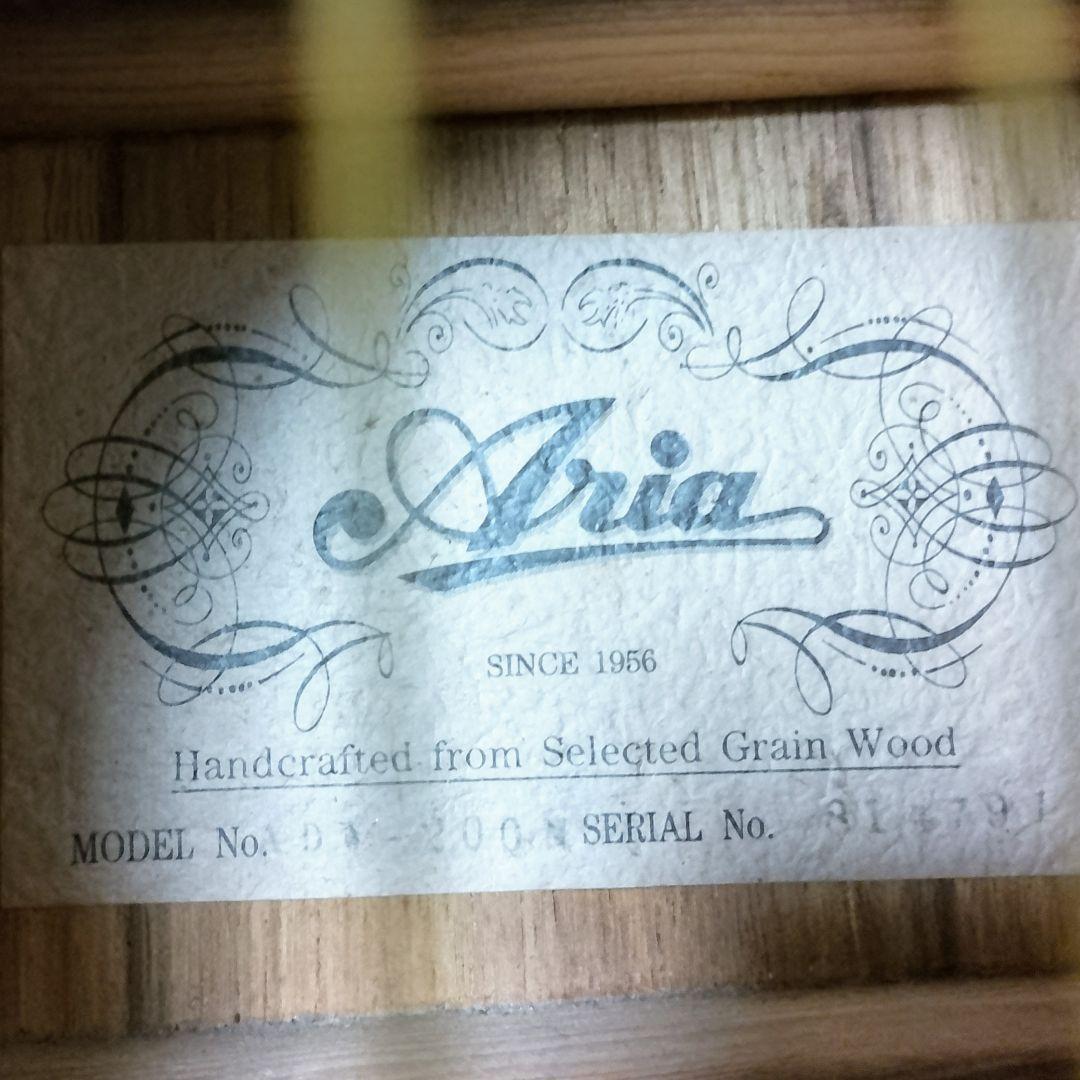 Aria
SINCE 1956
Handcrafted from Selected Grain Wood
MODEL No. SERIAL No.